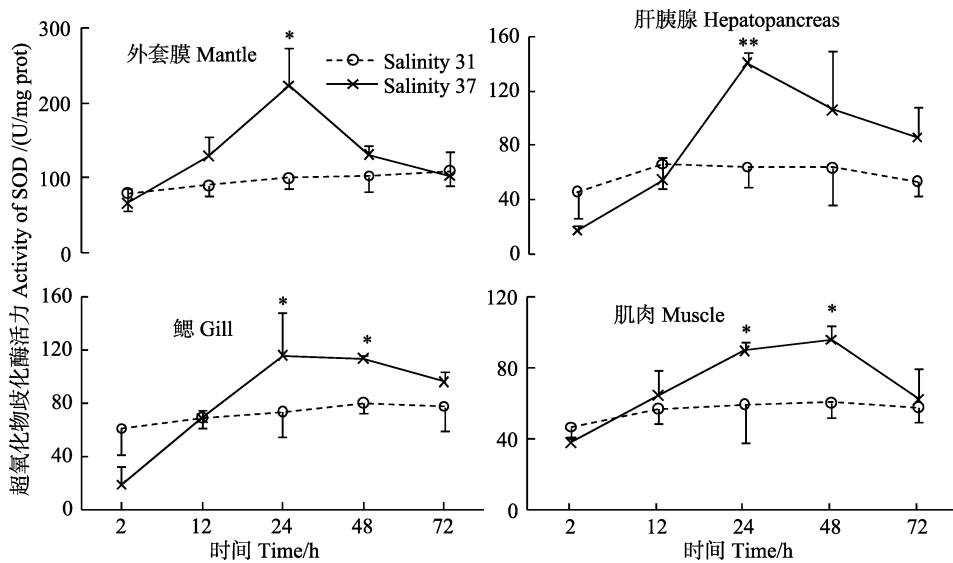 超氧化物歧化酶活力 Activity of SOD /(U/mg prot)
外套膜 Mantle
300
200
100
0
*
Salinity 31
Salinity 37
肝胰腺 Hepatopancreas
160
120
80
40
0
**
鳃 Gill
160
120
80
40
0
*
*
2 12 24 48 72
时间 Time/h
肌肉 Muscle
120
80
40
0
*
*
2 12 24 48 72
时间 Time/h